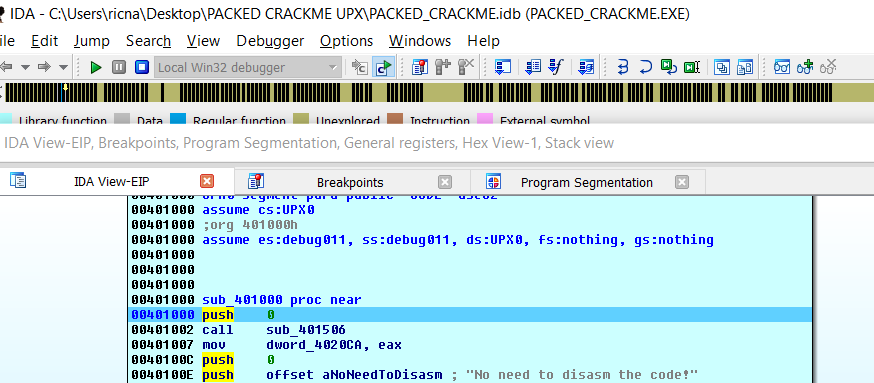 IDA - C:\Users\ricna\Desktop\PACKED CRACKME UPX\PACKED_CRACKME.idb (PACKED_CRACKME.EXE)
ile Edit Jump Search View Debugger Options Windows Help
Local Win32 debugger
Library function Data Regular function Unexplored Instruction External symbol
IDA View-EIP, Breakpoints, Program Segmentation, General registers, Hex View-1, Stack view
IDA View-EIP Breakpoints Program Segmentation
00401000 assume cs:UPX0
00401000 ;org 401000h
00401000 assume es:debug011, ss:debug011, ds:UPX0, fs:nothing, gs:nothing
00401000
00401000
00401000
00401000 sub_401000 proc near
00401000 push 0
00401002 call sub_401506
00401007 mov dword_4020CA, eax
0040100C push 0
0040100E push offset aNoNeedToDisasm ; "No need to disasm the code!"